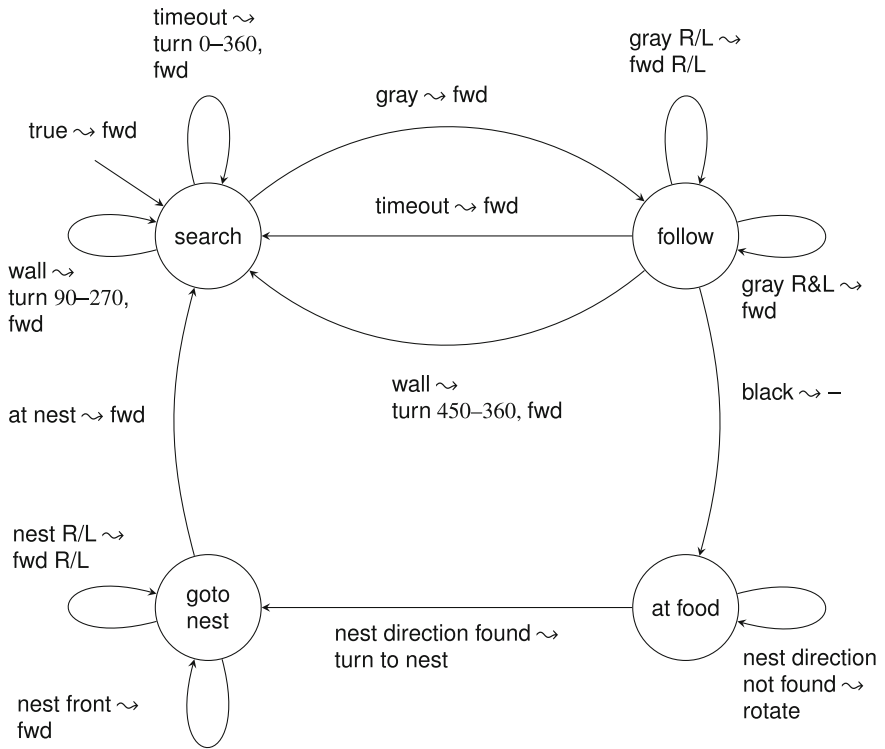 timeout ⤳
turn 0–360,
fwd
gray R/L ⤳
fwd R/L
gray ⤳ fwd
true ⤳ fwd
timeout ⤳ fwd
search
follow
wall ⤳
turn 90–270,
fwd
gray R&L ⤳
fwd
wall ⤳
turn 450–360, fwd
black ⤳ –
at nest ⤳ fwd
nest R/L ⤳
fwd R/L
goto
nest
at food
nest direction found ⤳
turn to nest
nest direction
not found ⤳
rotate
nest front ⤳
fwd